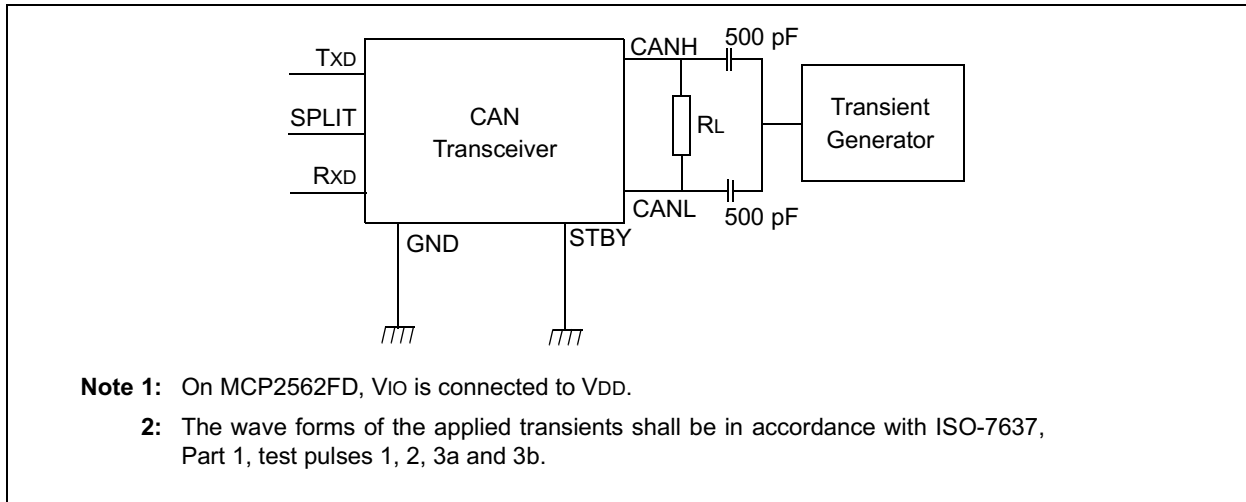 500 pF
CANH
TXD
SPLIT
RXD
CAN
Transceiver
RL
Transient
Generator
CANL
500 pF
GND
STBY
Note 1: On MCP2562FD, VIO is connected to VDD.
2: The wave forms of the applied transients shall be in accordance with ISO-7637,
Part 1, test pulses 1, 2, 3a and 3b.